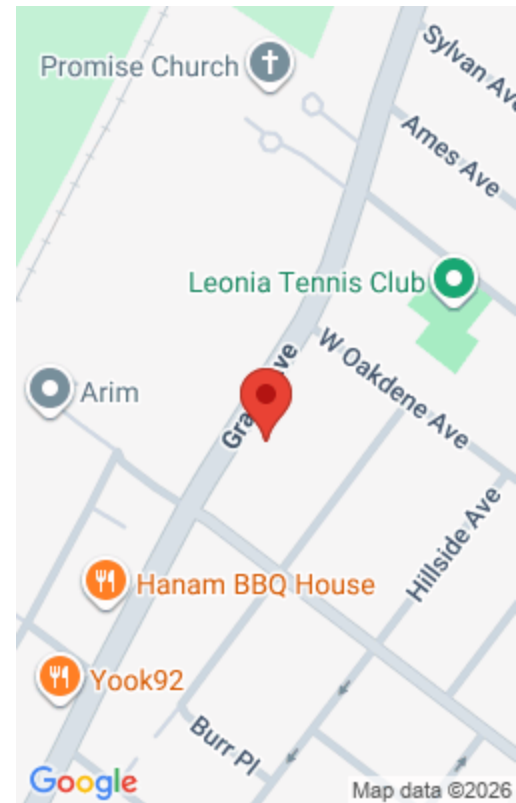 Sylvan Ave
Promise Church
Ames Ave
Leonia Tennis Club
W Oakdene Ave
Arim
Hillside Ave
Hanam BBQ House
Yook92
Burr Pl
Google
Map data ©2026